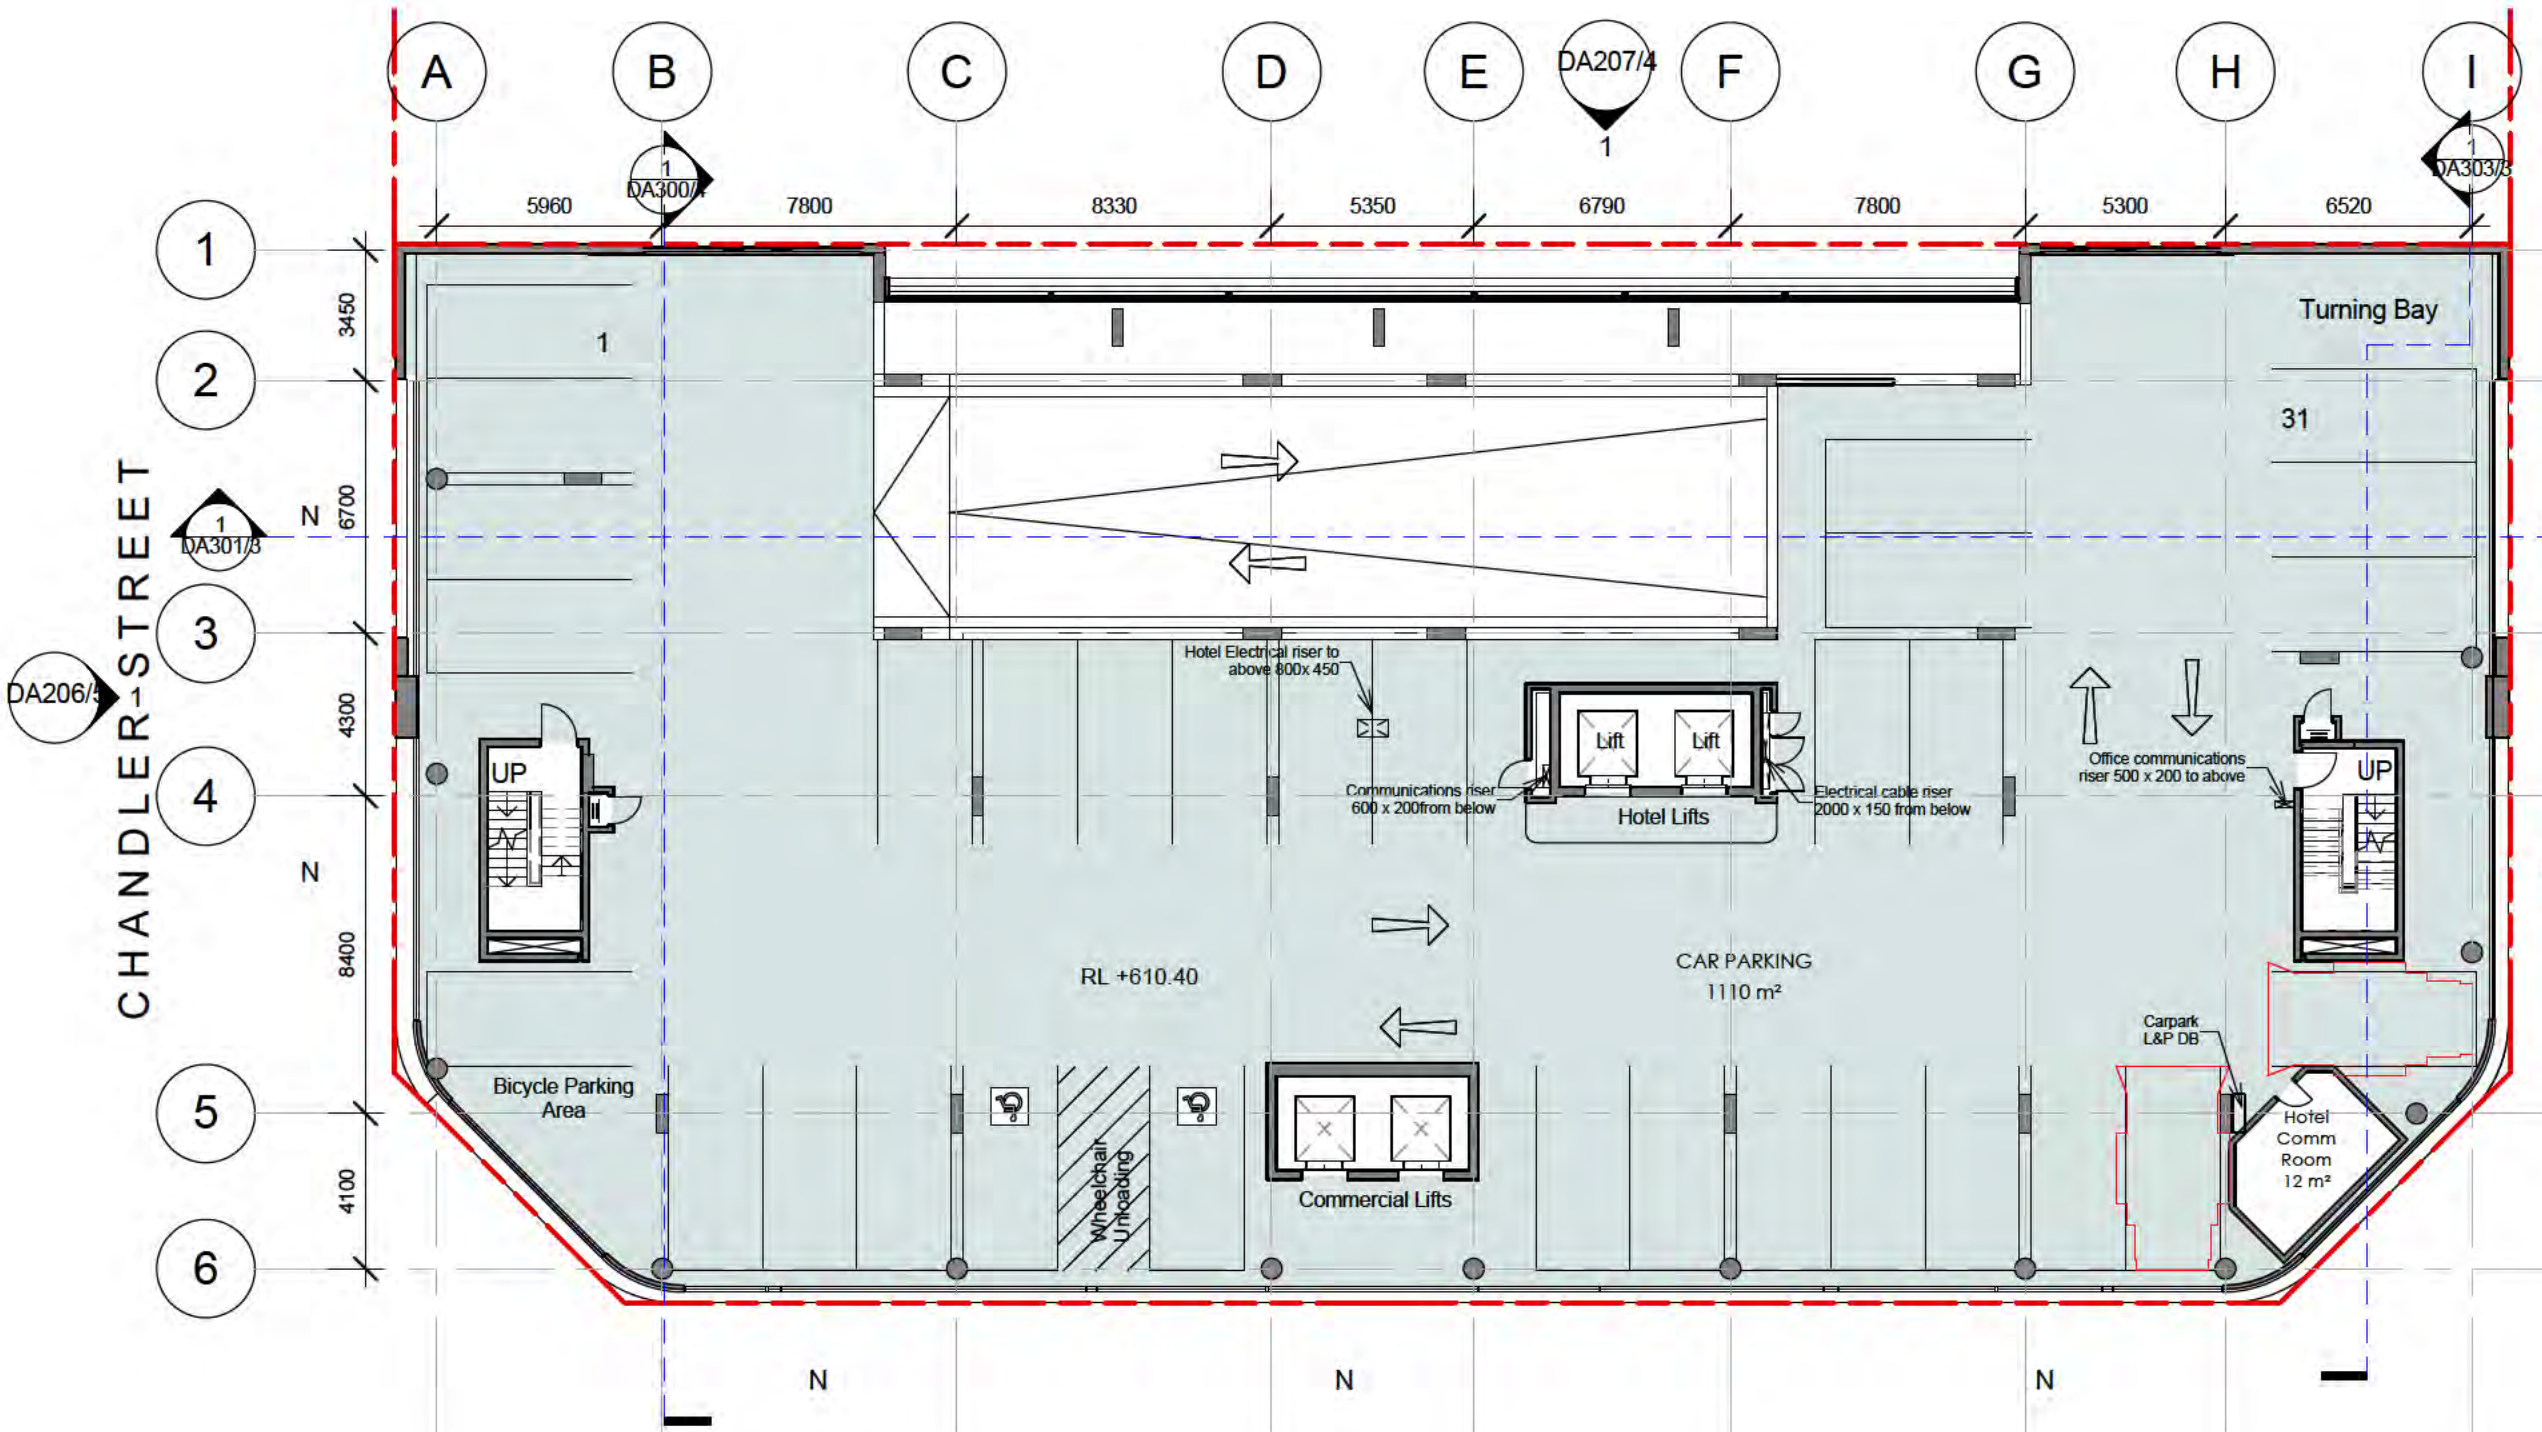 A B C D E F G H I
DA207/4
1
1
DA300/4
1
DA303/3
5960 7800 8330 5350 6790 7800 5300 6520
1
2
3
4
5
6
3450
6700
4300
8400
4100
CHANDLER STREET
1
DA301/3
DA206/5
1
N
N
1
Turning Bay
31
Hotel Electrical riser to
above 800x 450
Lift Lift
Communications riser
600 x 200from below
Hotel Lifts
Electrical cable riser
2000 x 150 from below
Office communications
riser 500 x 200 to above
UP
UP
RL +610.40
CAR PARKING
1110 m²
Carpark
L&P DB
Bicycle Parking
Area
Wheelchair
Unloading
Commercial Lifts
Hotel
Comm
Room
12 m²
N N N